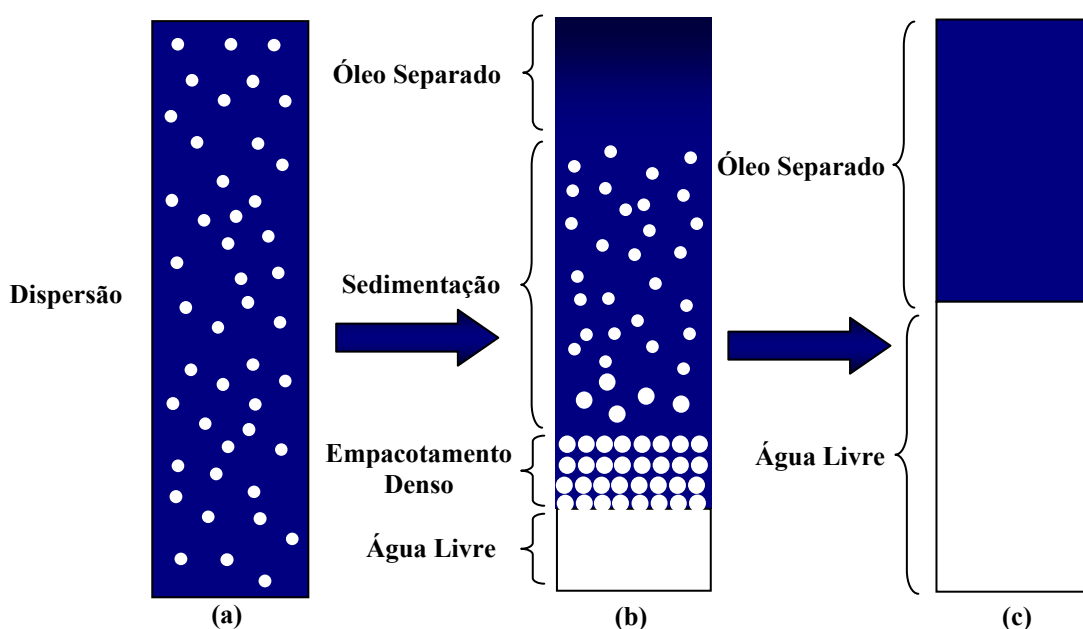 Dispersão
(a)
Óleo Separado
Sedimentação
Empacotamento
Denso
Água Livre
(b)
Óleo Separado
Água Livre
(c)